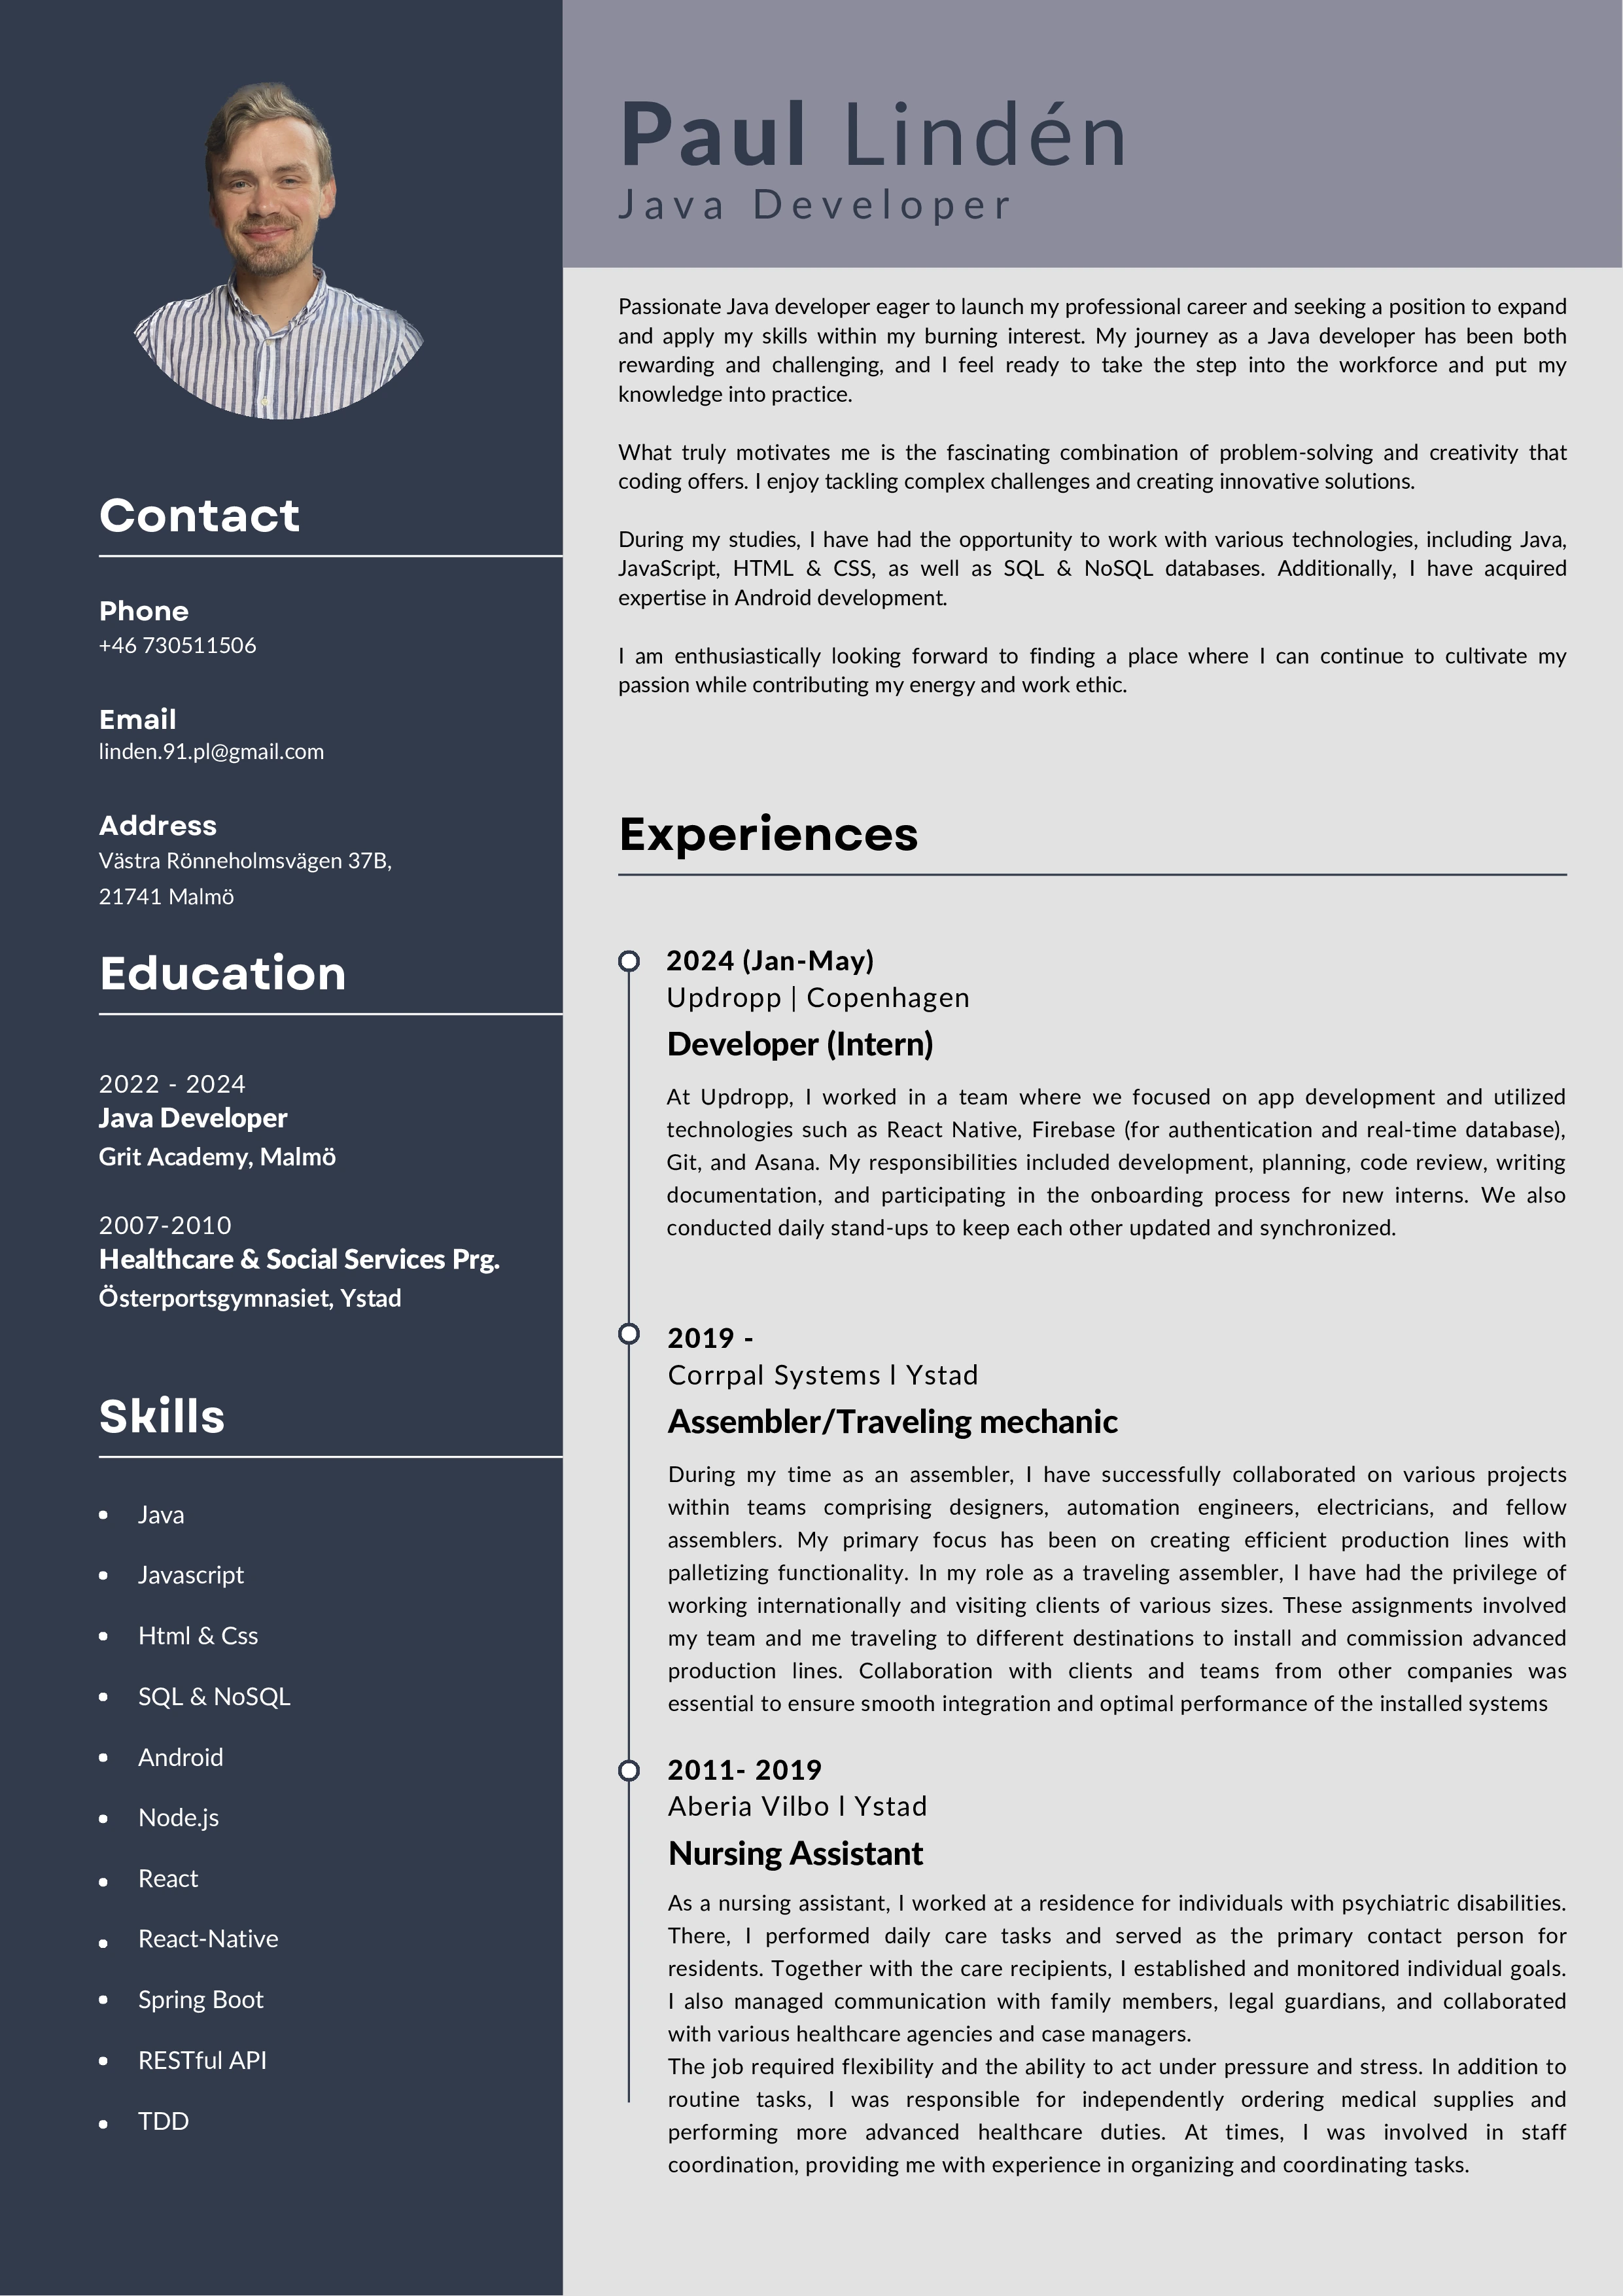 Paul Lindén
Java Developer
Passionate Java developer eager to launch my professional career and seeking a position to expand
and apply my skills within my burning interest. My journey as a Java developer has been both
rewarding and challenging, and I feel ready to take the step into the workforce and put my
knowledge into practice.
What truly motivates me is the fascinating combination of problem-solving and creativity that
coding offers. I enjoy tackling complex challenges and creating innovative solutions.
During my studies, I have had the opportunity to work with various technologies, including Java,
JavaScript, HTML & CSS, as well as SQL & NoSQL databases. Additionally, I have acquired
expertise in Android development.
I am enthusiastically looking forward to finding a place where I can continue to cultivate my
passion while contributing my energy and work ethic.
Contact
Phone
+46 730511506
Email
linden.91.pl@gmail.com
Address
Västra Rönneholmsvägen 37B,
21741 Malmö
Education
2022 - 2024
Java Developer
Grit Academy, Malmö
2007-2010
Healthcare & Social Services Prg.
Österportsgymnasiet, Ystad
Skills
• Java
• Javascript
• Html & Css
• SQL & NoSQL
• Android
• Node.js
• React
• React-Native
• Spring Boot
• RESTful API
• TDD
Experiences
2024 (Jan-May)
Updropp | Copenhagen
Developer (Intern)
At Updropp, I worked in a team where we focused on app development and utilized
technologies such as React Native, Firebase (for authentication and real-time database),
Git, and Asana. My responsibilities included development, planning, code review, writing
documentation, and participating in the onboarding process for new interns. We also
conducted daily stand-ups to keep each other updated and synchronized.
2019 -
Corrpal Systems l Ystad
Assembler/Traveling mechanic
During my time as an assembler, I have successfully collaborated on various projects
within teams comprising designers, automation engineers, electricians, and fellow
assemblers. My primary focus has been on creating efficient production lines with
palletizing functionality. In my role as a traveling assembler, I have had the privilege of
working internationally and visiting clients of various sizes. These assignments involved
my team and me traveling to different destinations to install and commission advanced
production lines. Collaboration with clients and teams from other companies was
essential to ensure smooth integration and optimal performance of the installed systems
2011- 2019
Aberia Vilbo l Ystad
Nursing Assistant
As a nursing assistant, I worked at a residence for individuals with psychiatric disabilities.
There, I performed daily care tasks and served as the primary contact person for
residents. Together with the care recipients, I established and monitored individual goals.
I also managed communication with family members, legal guardians, and collaborated
with various healthcare agencies and case managers.
The job required flexibility and the ability to act under pressure and stress. In addition to
routine tasks, I was responsible for independently ordering medical supplies and
performing more advanced healthcare duties. At times, I was involved in staff
coordination, providing me with experience in organizing and coordinating tasks.